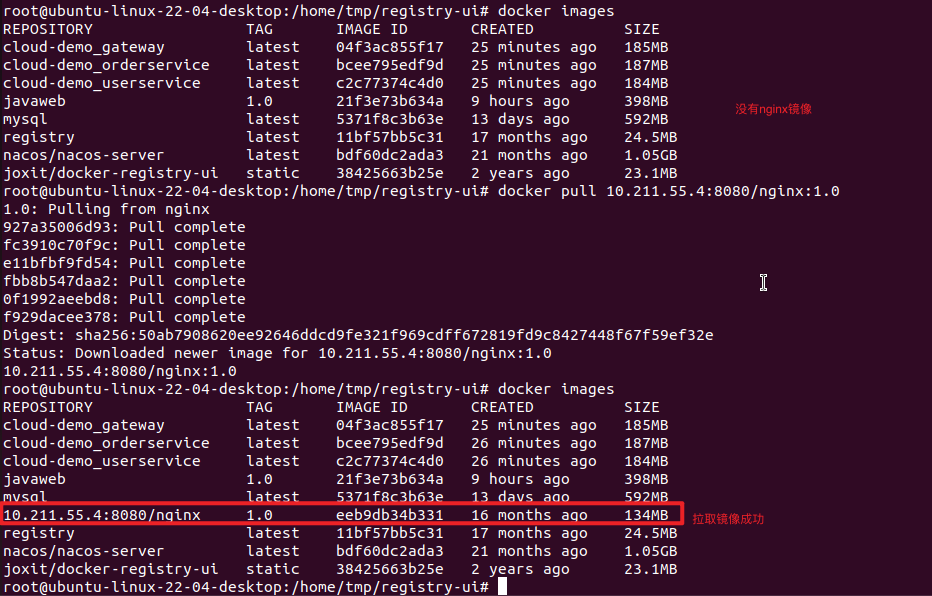 root@ubuntu-linux-22-04-desktop:/home/tmp/registry-ui# docker images
REPOSITORY TAG IMAGE ID CREATED SIZE
cloud-demo_gateway latest 04f3ac855f17 25 minutes ago 185MB
cloud-demo_orderservice latest bcee795edf9d 25 minutes ago 187MB
cloud-demo_userservice latest c2c77374c4d0 25 minutes ago 184MB
javaweb 1.0 21f3e73b634a 9 hours ago 398MB
没有nginx镜像
mysql latest 5371f8c3b63e 13 days ago 592MB
registry latest 11bf57bb5c31 17 months ago 24.5MB
nacos/nacos-server latest bdf60dc2ada3 21 months ago 1.05GB
joxit/docker-registry-ui static 38425663b25e 2 years ago 23.1MB
root@ubuntu-linux-22-04-desktop:/home/tmp/registry-ui# docker pull 10.211.55.4:8080/nginx:1.0
1.0: Pulling from nginx
927a35006d93: Pull complete
fc3910c70f9c: Pull complete
e11bfbf9fd54: Pull complete
fbb8b547daa2: Pull complete
0f1992aeebd8: Pull complete
f929dacee378: Pull complete
Digest: sha256:50ab7908620ee92646ddcd9fe321f969cdff672819fd9c8427448f67f59ef32e
Status: Downloaded newer image for 10.211.55.4:8080/nginx:1.0
10.211.55.4:8080/nginx:1.0
root@ubuntu-linux-22-04-desktop:/home/tmp/registry-ui# docker images
REPOSITORY TAG IMAGE ID CREATED SIZE
cloud-demo_gateway latest 04f3ac855f17 25 minutes ago 185MB
cloud-demo_orderservice latest bcee795edf9d 26 minutes ago 187MB
cloud-demo_userservice latest c2c77374c4d0 26 minutes ago 184MB
javaweb 1.0 21f3e73b634a 9 hours ago 398MB
mysql latest 5371f8c3b63e 13 days ago 592MB
10.211.55.4:8080/nginx 1.0 eeb9db34b331 16 months ago 134MB
拉取镜像成功
registry latest 11bf57bb5c31 17 months ago 24.5MB
nacos/nacos-server latest bdf60dc2ada3 21 months ago 1.05GB
joxit/docker-registry-ui static 38425663b25e 2 years ago 23.1MB
root@ubuntu-linux-22-04-desktop:/home/tmp/registry-ui#